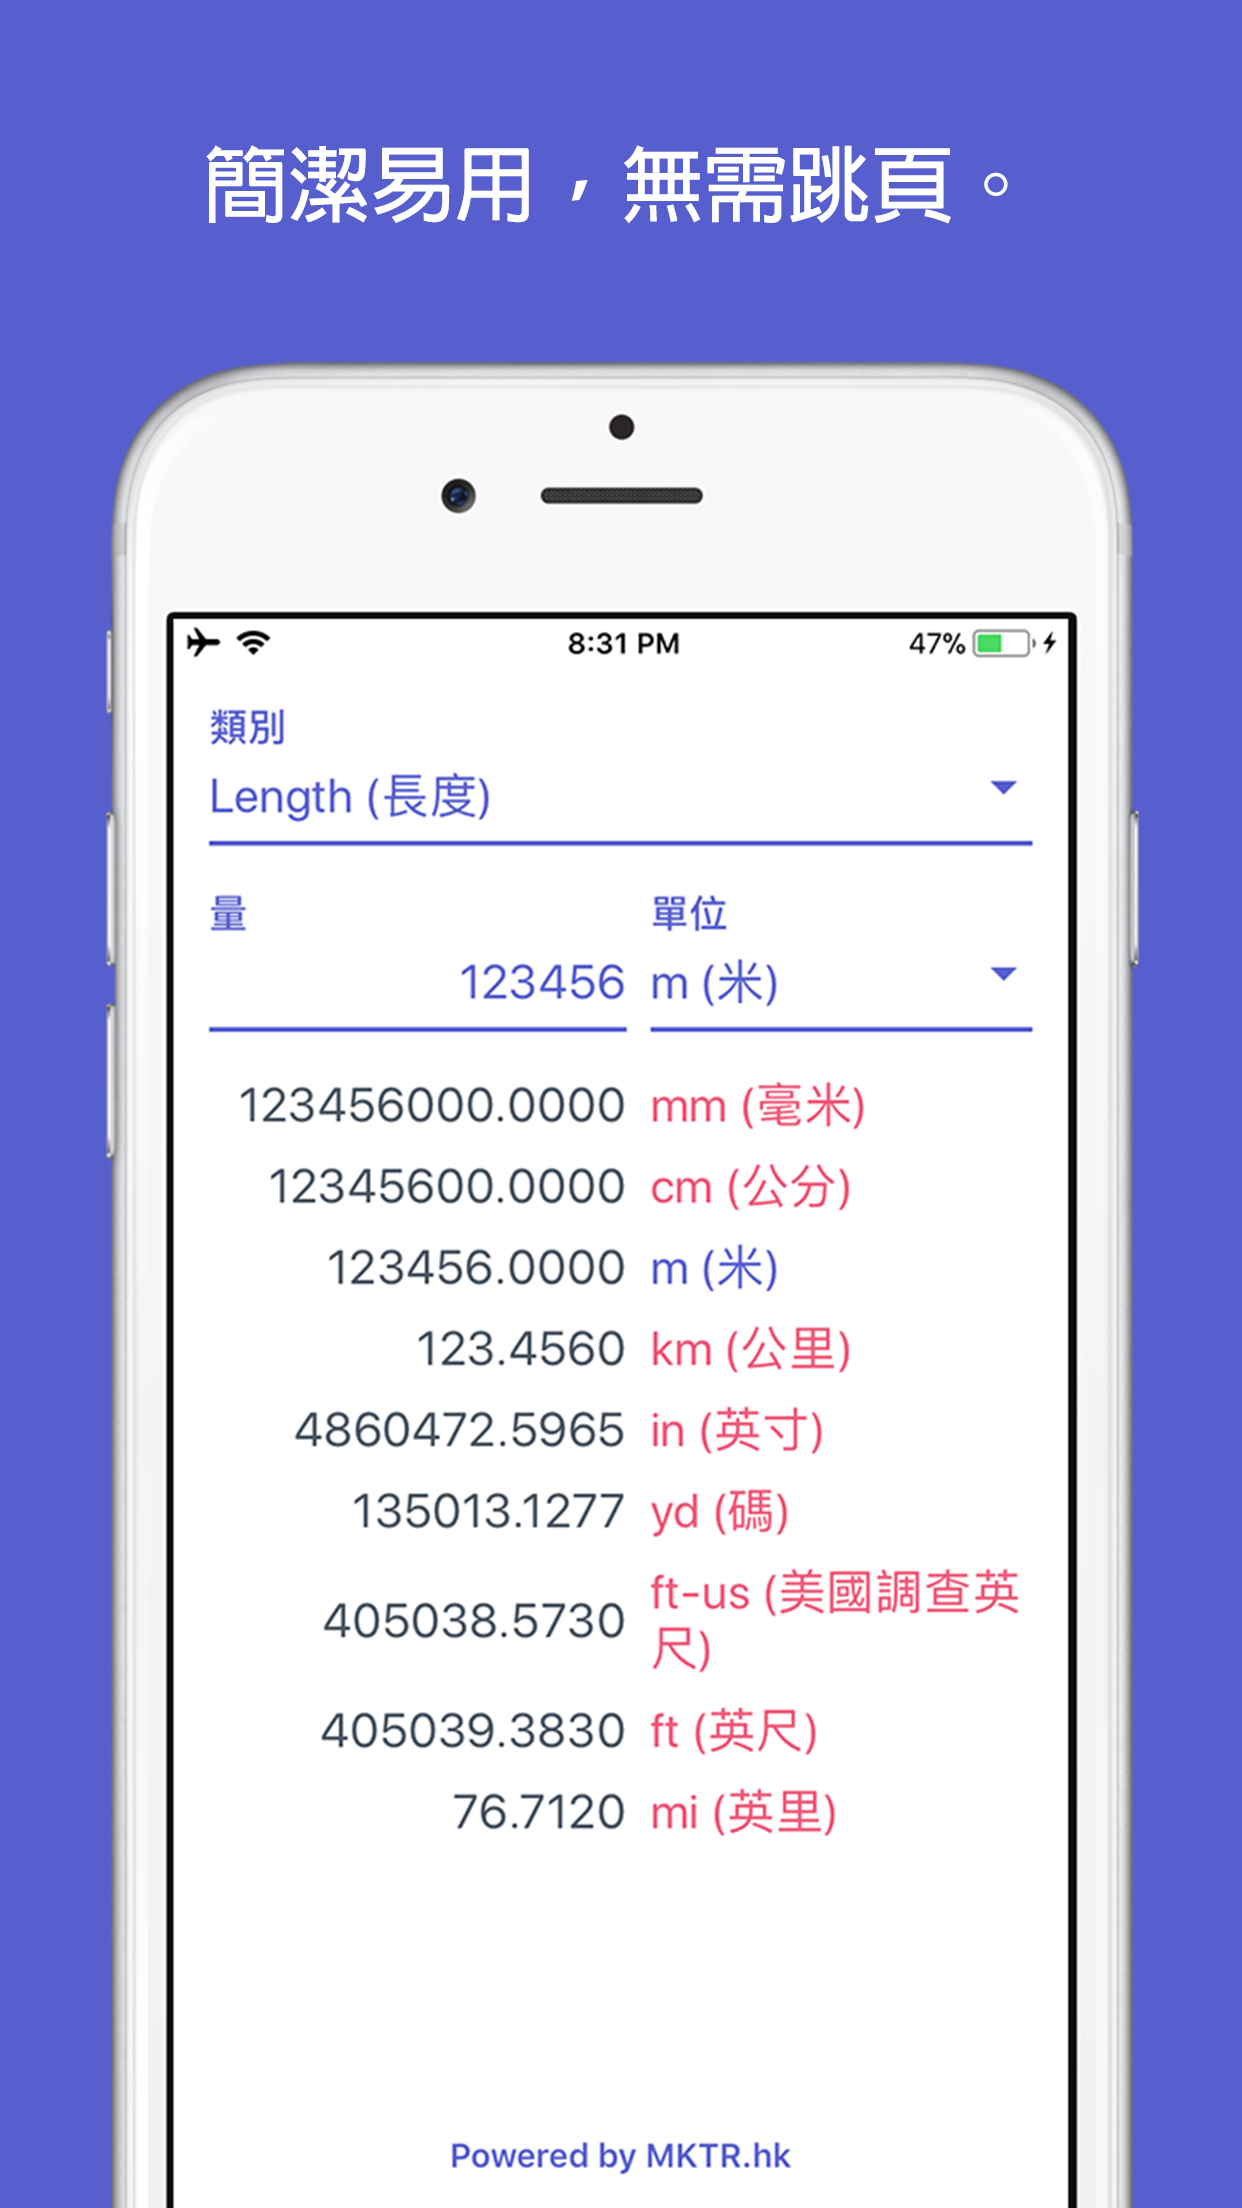 簡潔易用，無需跳頁。
8:31 PM 47%
類別
Length (長度)
量 單位
123456 m (米)
123456000.0000 mm (毫米)
12345600.0000 cm (公分)
123456.0000 m (米)
123.4560 km (公里)
4860472.5965 in (英寸)
135013.1277 yd (碼)
405038.5730 ft-us (美國調查英
尺)
405039.3830 ft (英尺)
76.7120 mi (英里)
Powered by MKTR.hk